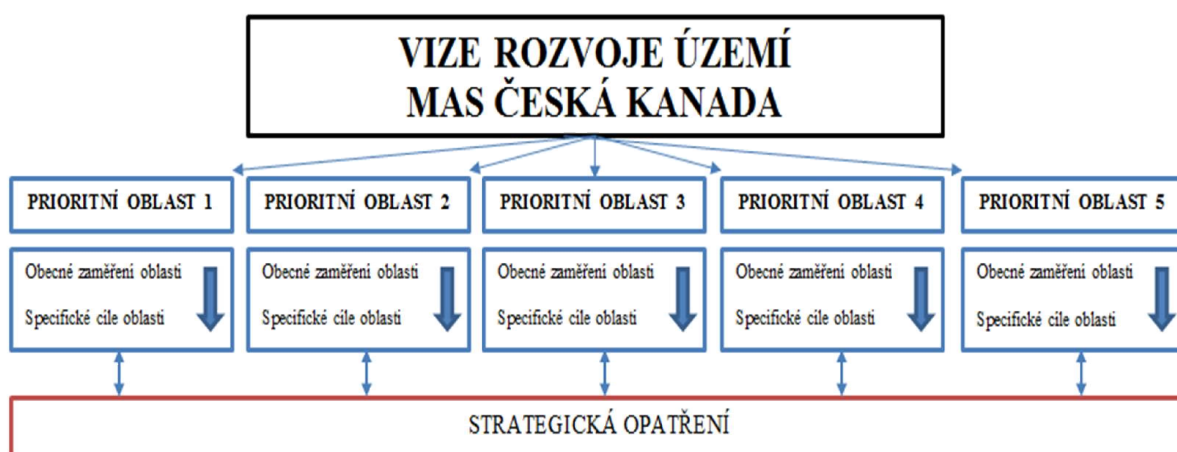 VIZE ROZVOJE ÚZEMÍ
MAS ČESKÁ KANADA
PRIORITNÍ OBLAST 1
PRIORITNÍ OBLAST 2
PRIORITNÍ OBLAST 3
PRIORITNÍ OBLAST 4
PRIORITNÍ OBLAST 5
Obecné zaměření oblasti
Specifické cíle oblasti
Obecné zaměření oblasti
Specifické cíle oblasti
Obecné zaměření oblasti
Specifické cíle oblasti
Obecné zaměření oblasti
Specifické cíle oblasti
Obecné zaměření oblasti
Specifické cíle oblasti
STRATEGICKÁ OPATŘENÍ